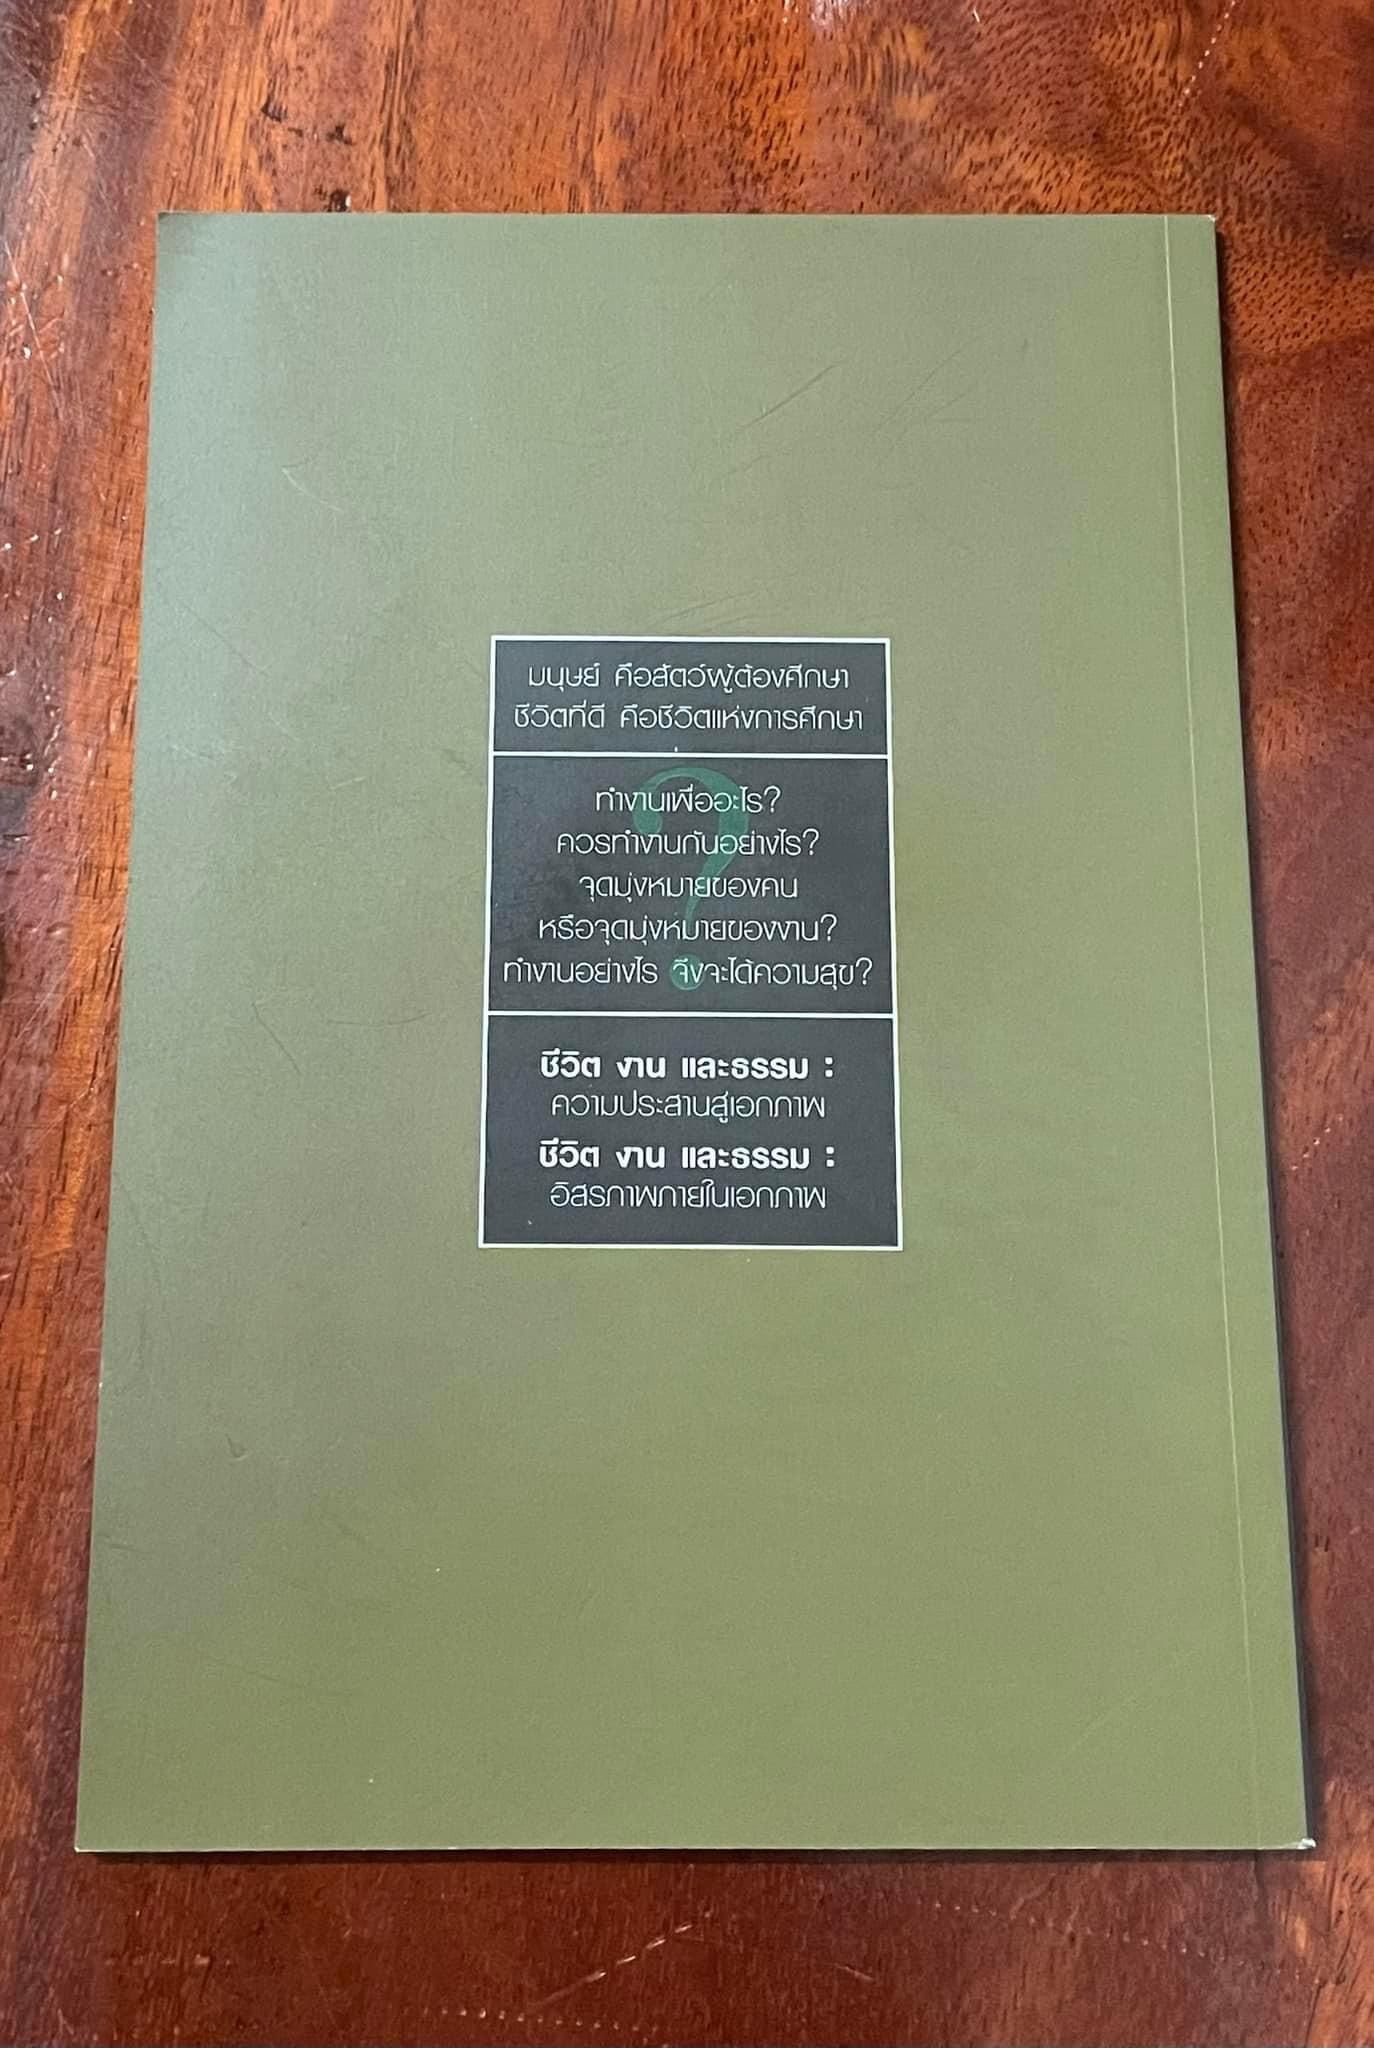 มนุษย์ คือสัตว์ผู้ต้องศึกษา
ชีวิตที่ดี คือชีวิตแห่งการศึกษา
ทำงานเพื่ออะไร?
ควรทำงานกันอย่างไร?
จุดมุ่งหมายของคน
หรือจุดมุ่งหมายของงาน?
ทำงานอย่างไร จึงจะได้ความสุข?
ชีวิต งาน และธรรม :
ความประสานสู่เอกภาพ
ชีวิต งาน และธรรม :
อิสรภาพภายในเอกภาพ